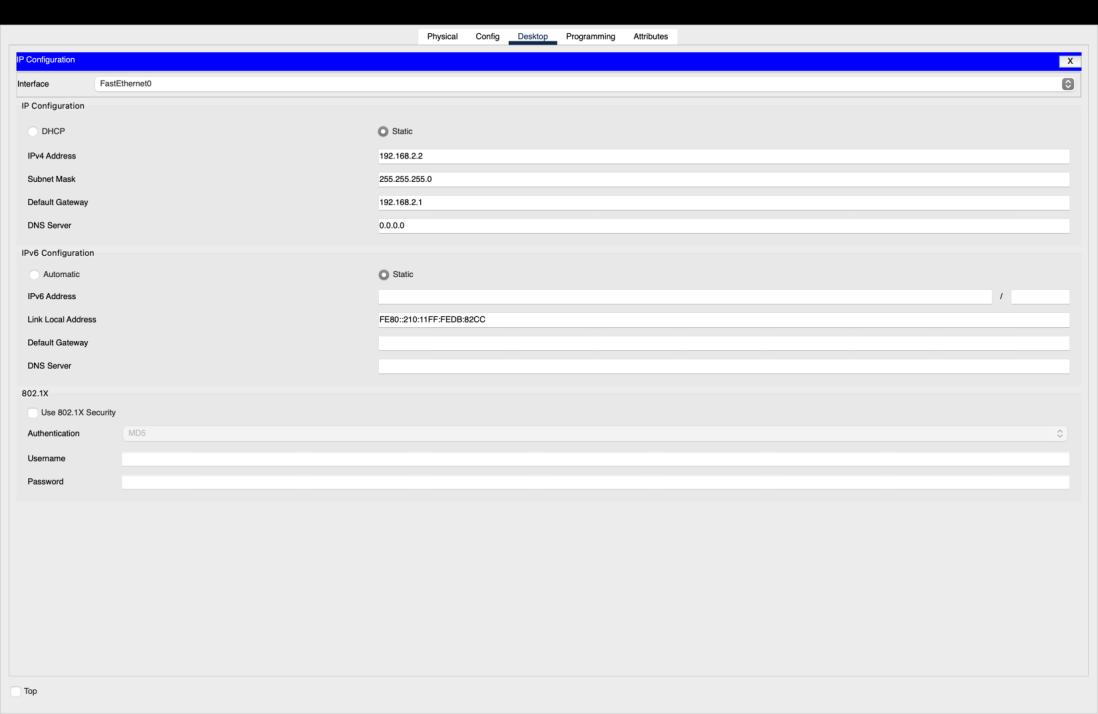 Physical Config Desktop Programming Attributes
IP Configuration X
Interface FastEthernet0
IP Configuration
DHCP Static
IPv4 Address 192.168.2.2
Subnet Mask 255.255.255.0
Default Gateway 192.168.2.1
DNS Server 0.0.0.0
IPv6 Configuration
Automatic Static
IPv6 Address /
Link Local Address FE80::210:11FF:FEDB:82CC
Default Gateway
DNS Server
802.1X
Use 802.1X Security
Authentication MD5
Username
Password
Top